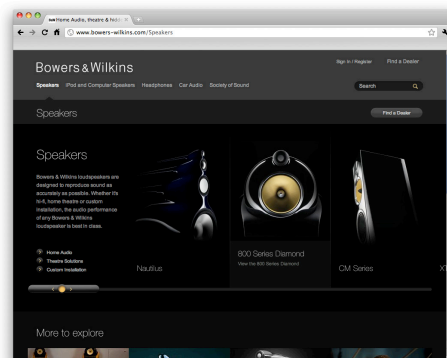 Home Audio, theatre & hidd
www.bowers-wilkins.com/Speakers
Sign In / Register Find a Dealer
Bowers & Wilkins
Speakers iPod and Computer Speakers Headphones Car Audio Society of Sound
Search
Speakers
Find a Dealer
Speakers
Bowers & Wilkins loudspeakers are
designed to reproduce sound as
accurately as possible. Whether it's
hi-fi, home theatre or custom
installation, the audio performance
of any Bowers & Wilkins
loudspeaker is best in class.
Home Audio
Theatre Solutions
Custom Installation
Nautilus
800 Series Diamond
View the 800 Series Diamond
CM Series
XT
More to explore